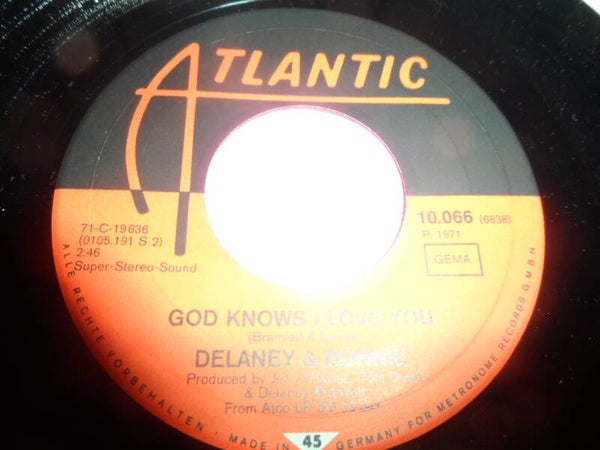 ATLANTIC
71-C-19636
(0105.191 S 2)
2:46
Super-Stereo-Sound
10.066 (6838)
P. 1971
GEMA
GOD KNOWS I LOVE YOU
DELANEY & BONNIE
Produced by
& Delaney
From Atco LP
ALLE RECHTE VORBEHALTEN · MADE IN GERMANY FOR METRONOME RECORDS GMBH
45